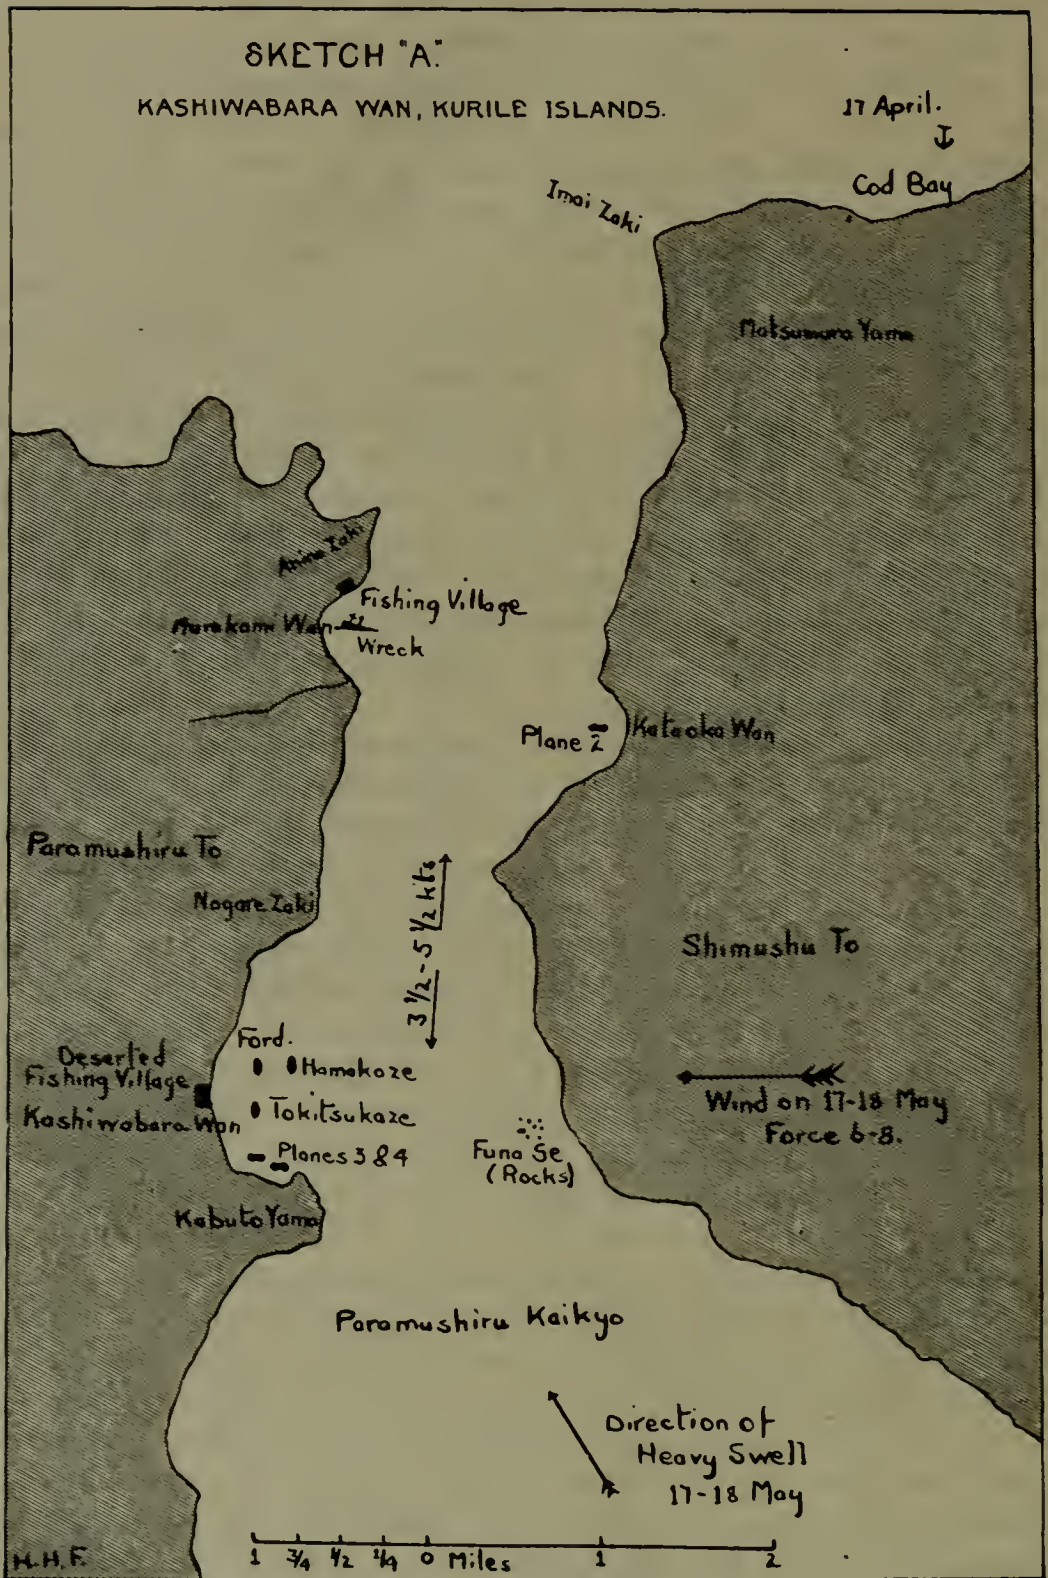 SKETCH "A."
KASHIWABARA WAN, KURILE ISLANDS.
17 April.
Cod Bay
Imai Zaki
Matsumura Yama
Zaki
Fishing Village
Murakami Wan
Wreck
Plane 2
Kataoka Wan
Paramushiru To
Nagare Zaki
3 1/2 - 5 1/2 kts
Shimushu To
Ford.
Hamakaze
Deserted
Fishing Village
Kashiwabara Wan
Tokitsukaze
Planes 3 & 4
Funa Se
(Rocks)
Wind on 17-18 May
Force 6-8.
Kabuto Yama
Paramushiru Kaikyo
Direction of
Heavy Swell
17-18 May
H.H.F.
1 3/4 1/2 1/4 0 Miles 1 2